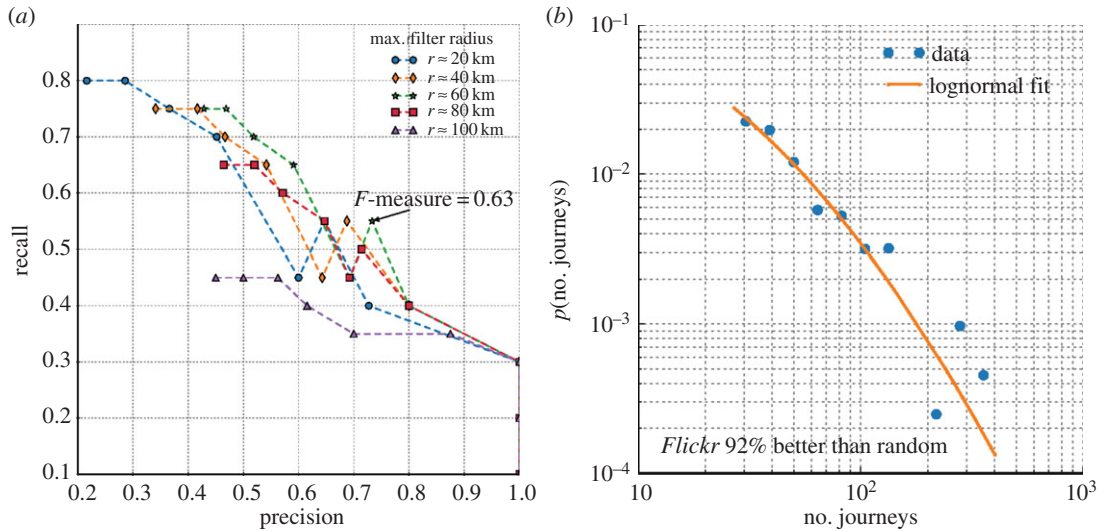 (a)
max. filter radius
r ≈ 20 km
r ≈ 40 km
r ≈ 60 km
r ≈ 80 km
r ≈ 100 km
F-measure = 0.63
recall
0.8
0.7
0.6
0.5
0.4
0.3
0.2
0.1
0.2 0.3 0.4 0.5 0.6 0.7 0.8 0.9 1.0
precision
(b)
data
lognormal fit
p(no. journeys)
10⁻¹
10⁻²
10⁻³
10⁻⁴
Flickr 92% better than random
10 10² 10³
no. journeys